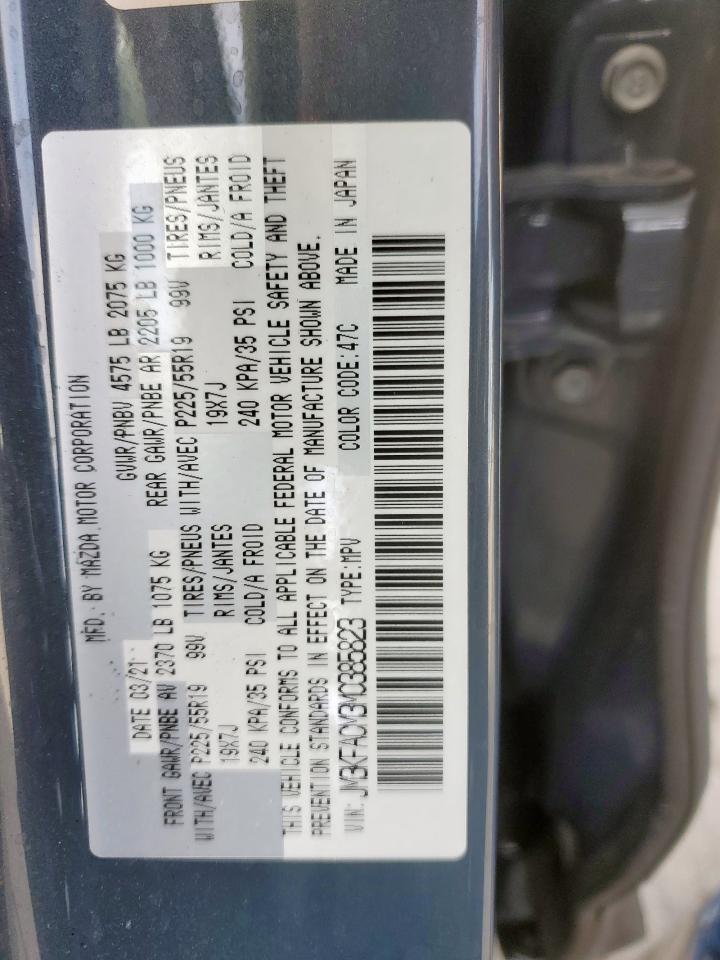 MFD. BY MAZDA MOTOR CORPORATION
DATE 03/21 GVWR/PNBV 4575 LB 2075 KG
FRONT GAWR/PNBE AV 2370 LB 1075 KG REAR GAWR/PNBE AR 2205 LB 1000 KG
WITH/AVEC P225/55R19 99V TIRES/PNEUS WITH/AVEC P225/55R19 99V TIRES/PNEUS
19X7J RIMS/JANTES 19X7J RIMS/JANTES
240 KPA/35 PSI COLD/A FROID 240 KPA/35 PSI COLD/A FROID
THIS VEHICLE CONFORMS TO ALL APPLICABLE FEDERAL MOTOR VEHICLE SAFETY AND THEFT
PREVENTION STANDARDS IN EFFECT ON THE DATE OF MANUFACTURE SHOWN ABOVE.
VIN: JM3KFACY3M0385823 TYPE:MPV COLOR CODE:47C MADE IN JAPAN